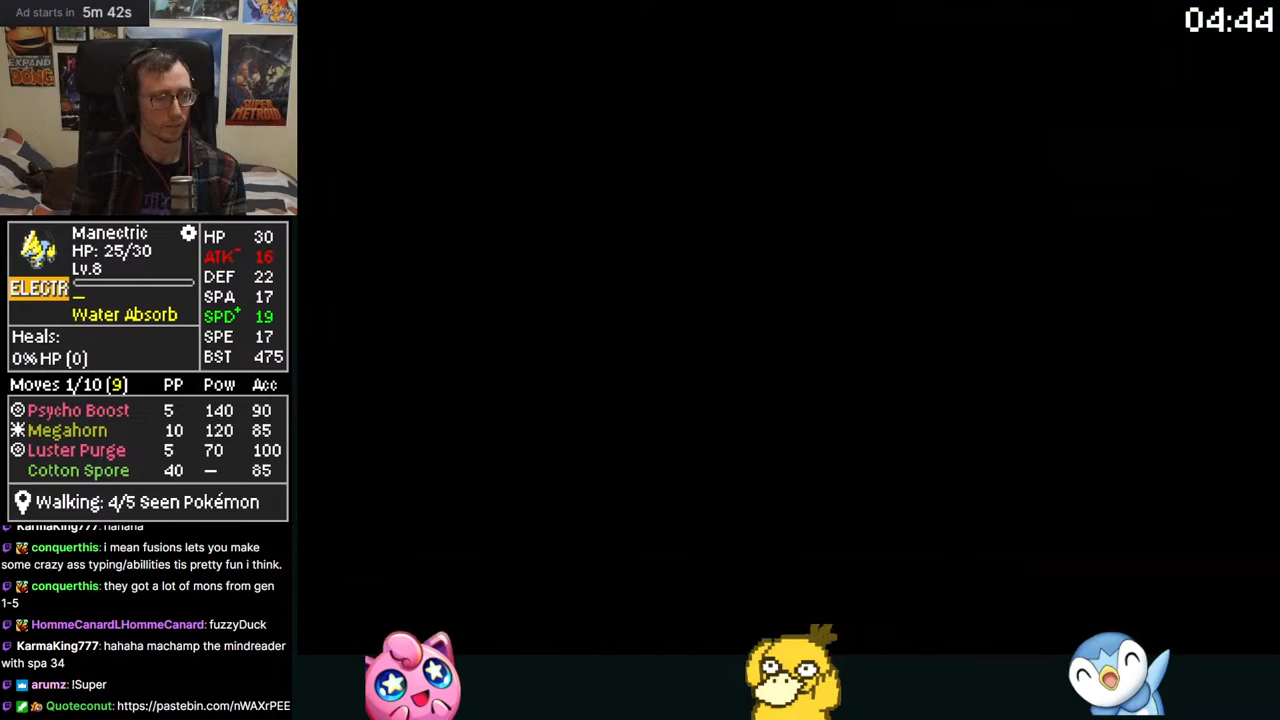 Ad starts in 5m 42s
04:44
EXPAND
DONG
SUPER
METROID
Manectric
HP: 25/30
Lv.8
ELECTR
—
Water Absorb
Heals:
0% HP (0)
HP 30
ATK- 16
DEF 22
SPA 17
SPD+ 19
SPE 17
BST 475
Moves 1/10 (9) PP Pow Acc
Psycho Boost 5 140 90
Megahorn 10 120 85
Luster Purge 5 70 100
Cotton Spore 40 — 85
Walking: 4/5 Seen Pokémon
KarmaKing777: hahaha
conquerthis: i mean fusions lets you make
some crazy ass typing/abillities tis pretty fun i think.
conquerthis: they got a lot of mons from gen
1-5
HommeCanardLHommeCanard: fuzzyDuck
KarmaKing777: hahaha machamp the mindreader
with spa 34
arumz: !Super
Quoteconut: https://pastebin.com/nWAXrPEE